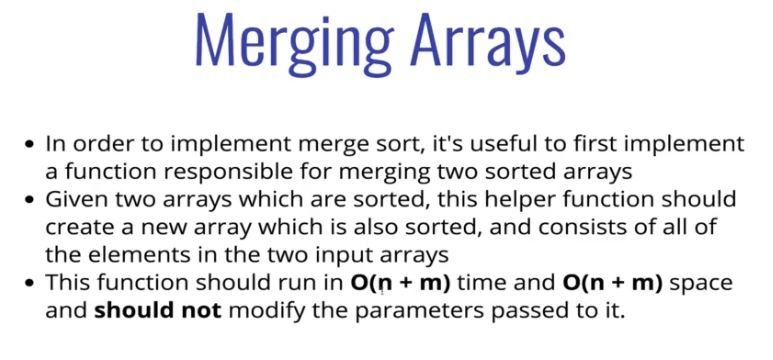 Merging Arrays
• In order to implement merge sort, it's useful to first implement
a function responsible for merging two sorted arrays
• Given two arrays which are sorted, this helper function should
create a new array which is also sorted, and consists of all of
the elements in the two input arrays
• This function should run in O(n + m) time and O(n + m) space
and should not modify the parameters passed to it.